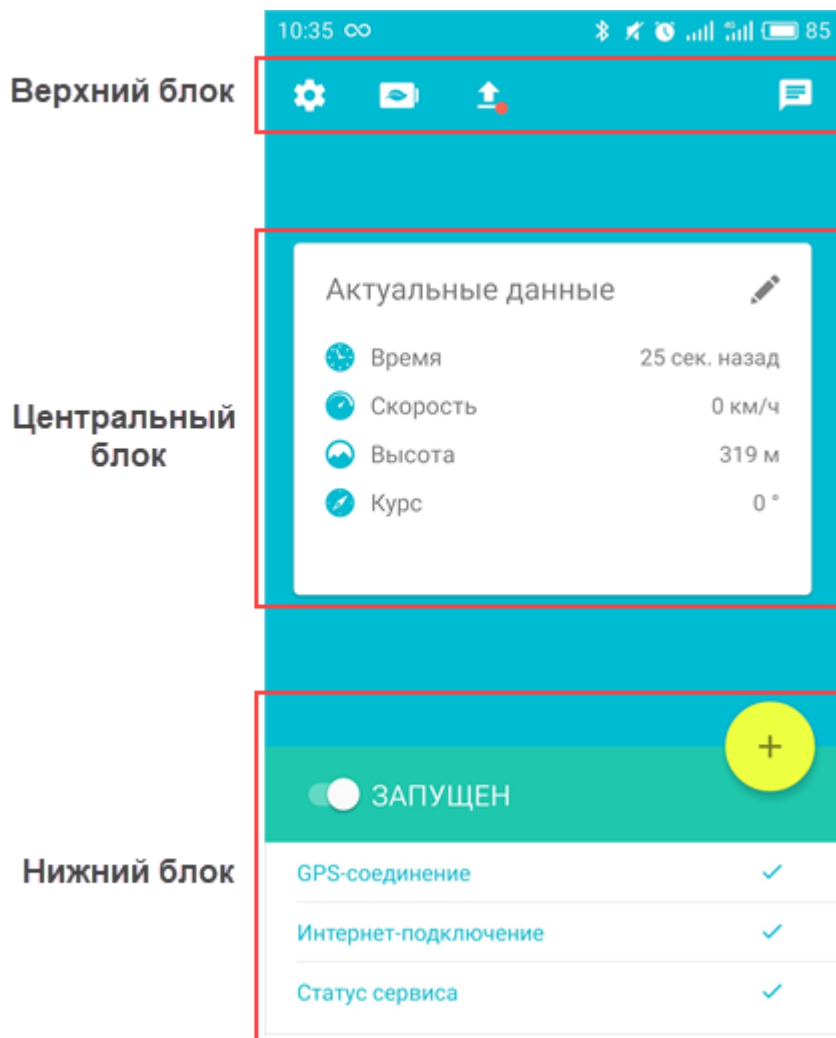 10:35
85
Верхний блок
Актуальные данные
Время 25 сек. назад
Скорость 0 км/ч
Высота 319 м
Курс 0 °
Центральный
блок
ЗАПУЩЕН
GPS-соединение
Интернет-подключение
Статус сервиса
Нижний блок